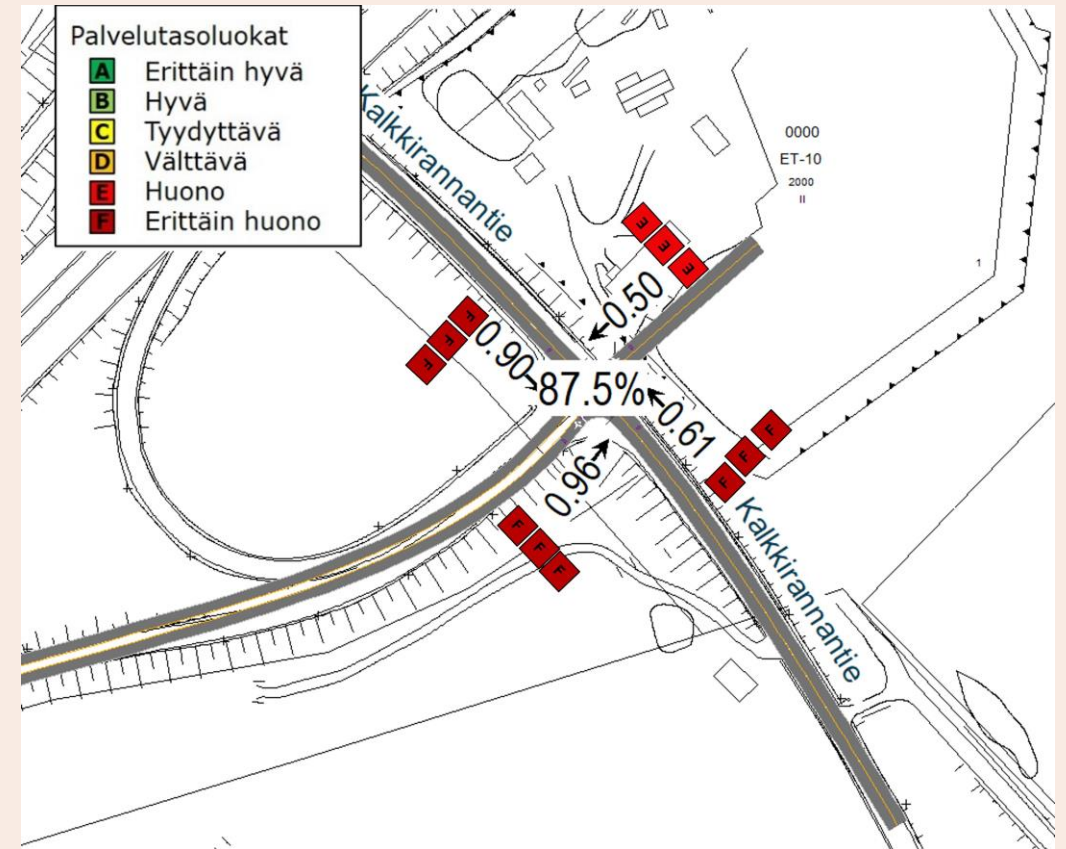 Palvelutasoluokat
A Erittäin hyvä
B Hyvä
C Tyydyttävä
D Välttävä
E Huono
F Erittäin huono
Kalkkirannantie
0000
ET-10
2000
II
1
E
E
E
0.50
F
F
F
0.90
87.5%
0.61
F
F
F
0.96
F
F
F
Kalkkirannantie